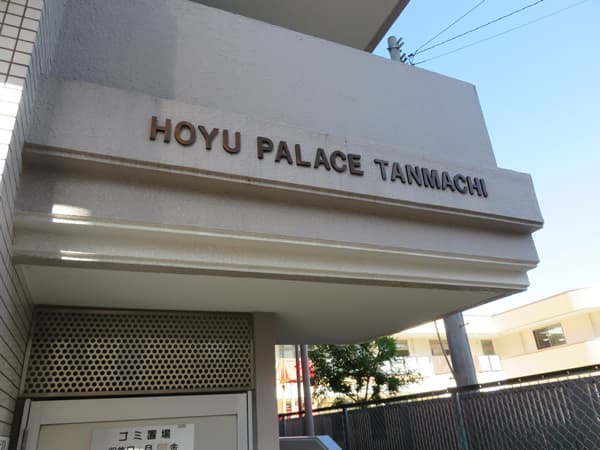 HOYU PALACE TANMACHI
ゴミ置場